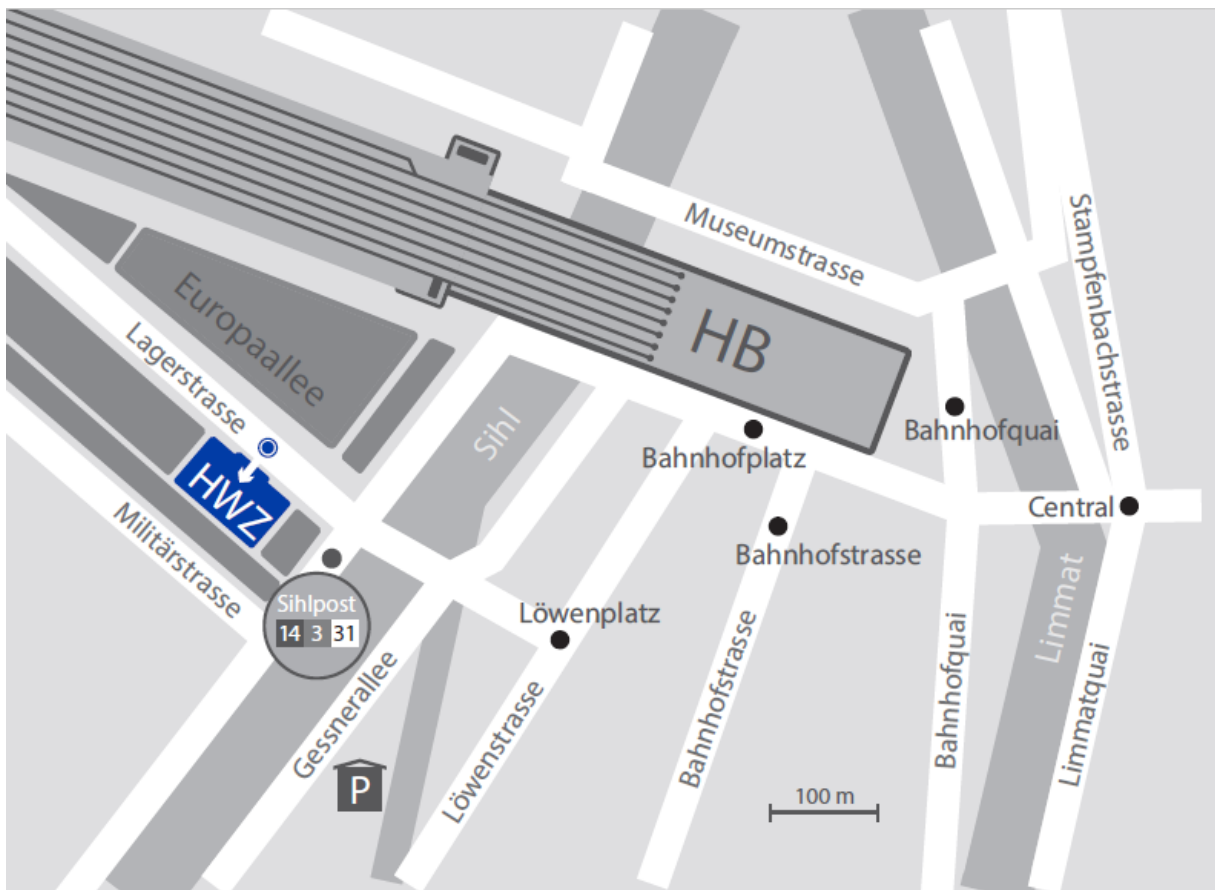 Museumstrasse
Stampfenbachstrasse
Europaallee
HB
Lagerstrasse
Sihl
Bahnhofquai
Bahnhofplatz
HWZ
Central
Militärstrasse
Bahnhofstrasse
Sihlpost
14 3 31
Löwenplatz
Limmat
Gessnerallee
Löwenstrasse
Bahnhofstrasse
Bahnhofquai
Limmatquai
P
100 m